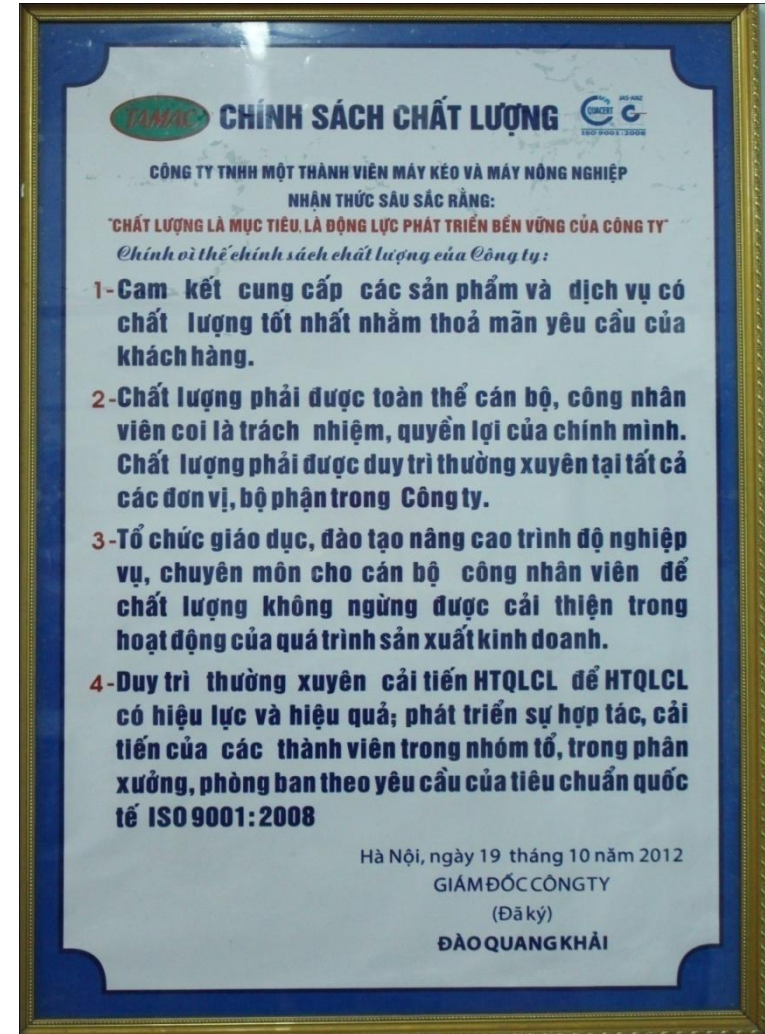 TAMAC CHÍNH SÁCH CHẤT LƯỢNG QUACERT JAS-ANZ
ISO 9001:2008
CÔNG TY TNHH MỘT THÀNH VIÊN MÁY KÉO VÀ MÁY NÔNG NGHIỆP
NHẬN THỨC SÂU SẮC RẰNG:
"CHẤT LƯỢNG LÀ MỤC TIÊU, LÀ ĐỘNG LỰC PHÁT TRIỂN BỀN VỮNG CỦA CÔNG TY"
Chính vì thế chính sách chất lượng của Công ty:
1-Cam kết cung cấp các sản phẩm và dịch vụ có
chất lượng tốt nhất nhằm thoả mãn yêu cầu của
khách hàng.
2-Chất lượng phải được toàn thể cán bộ, công nhân
viên coi là trách nhiệm, quyền lợi của chính mình.
Chất lượng phải được duy trì thường xuyên tại tất cả
các đơn vị, bộ phận trong Công ty.
3-Tổ chức giáo dục, đào tạo nâng cao trình độ nghiệp
vụ, chuyên môn cho cán bộ công nhân viên để
chất lượng không ngừng được cải thiện trong
hoạt động của quá trình sản xuất kinh doanh.
4-Duy trì thường xuyên cải tiến HTQLCL để HTQLCL
có hiệu lực và hiệu quả; phát triển sự hợp tác, cải
tiến của các thành viên trong nhóm tổ, trong phân
xưởng, phòng ban theo yêu cầu của tiêu chuẩn quốc
tế ISO 9001: 2008
Hà Nội, ngày 19 tháng 10 năm 2012
GIÁM ĐỐC CÔNG TY
(Đã ký)
ĐÀO QUANG KHẢI